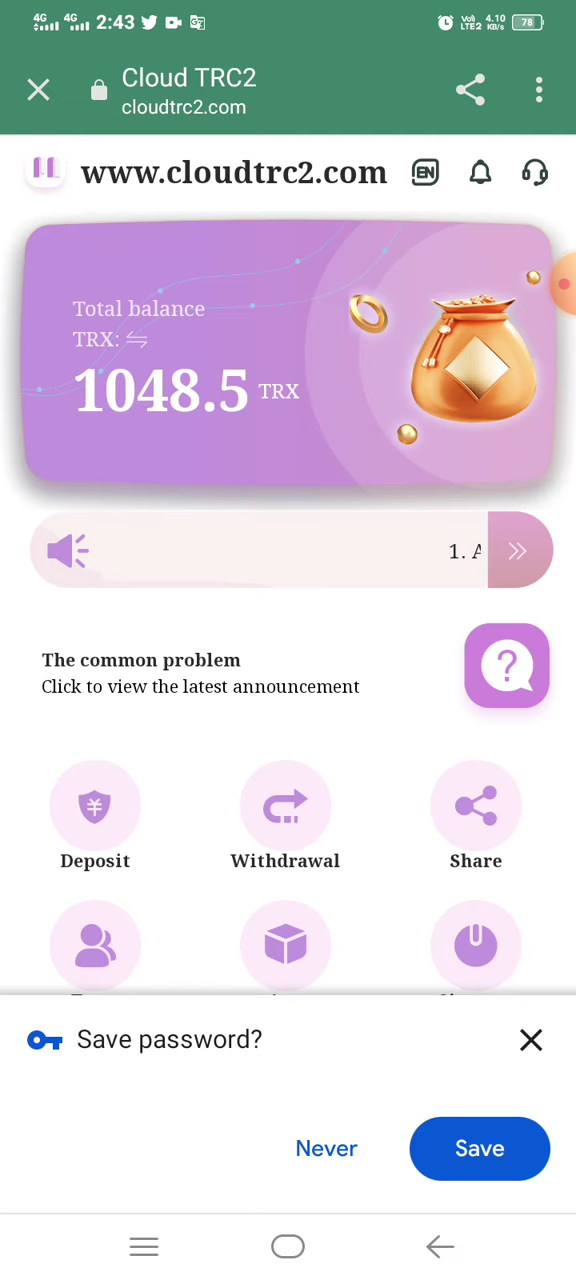 4G 4G 2:43 Voli LTE2 4.10 KB/s 78
Cloud TRC2
cloudtrc2.com
www.cloudtrc2.com EN
Total balance
TRX:
1048.5 TRX
1. A
The common problem
Click to view the latest announcement
Deposit Withdrawal Share
Save password?
Never Save